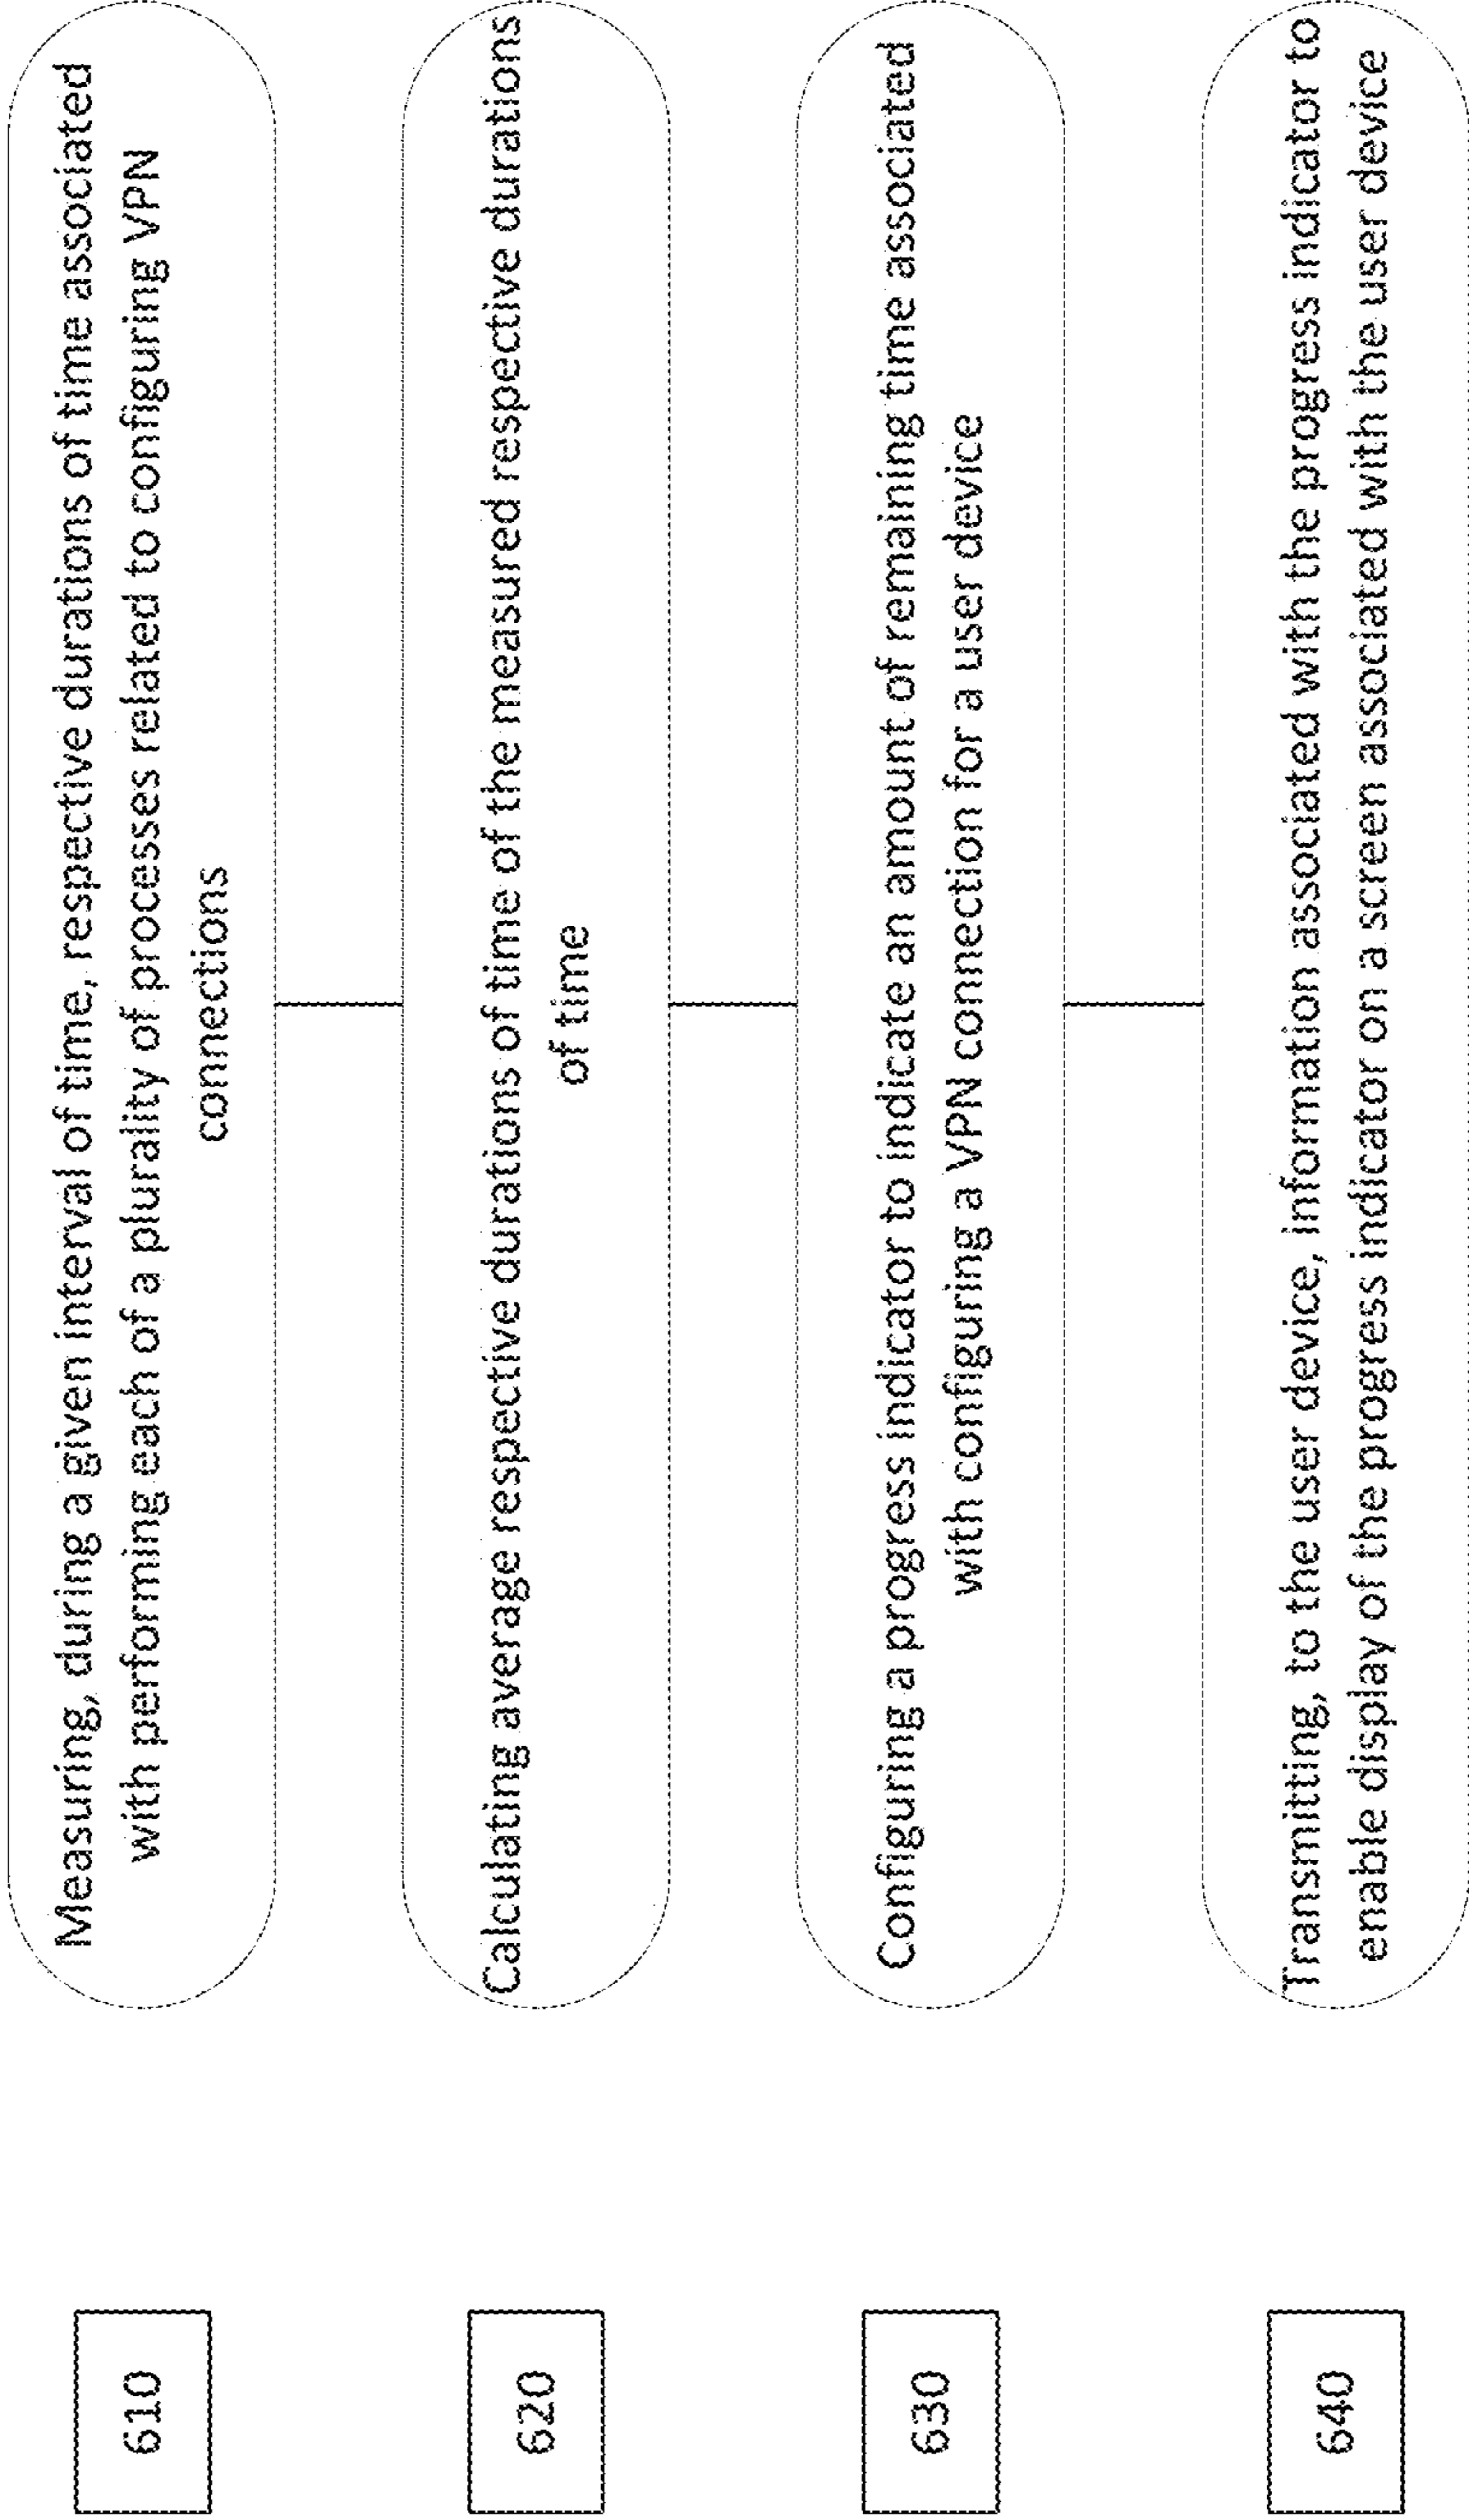 610
Measuring, during a given interval of time, respective durations of time associated
with performing each of a plurality of processes related to configuring VPN
connections
620
Calculating average respective durations of time of the measured respective durations
of time
630
Configuring a progress indicator to indicate an amount of remaining time associated
with configuring a VPN connection for a user device
640
Transmitting, to the user device, information associated with the progress indicator to
enable display of the progress indicator on a screen associated with the user device